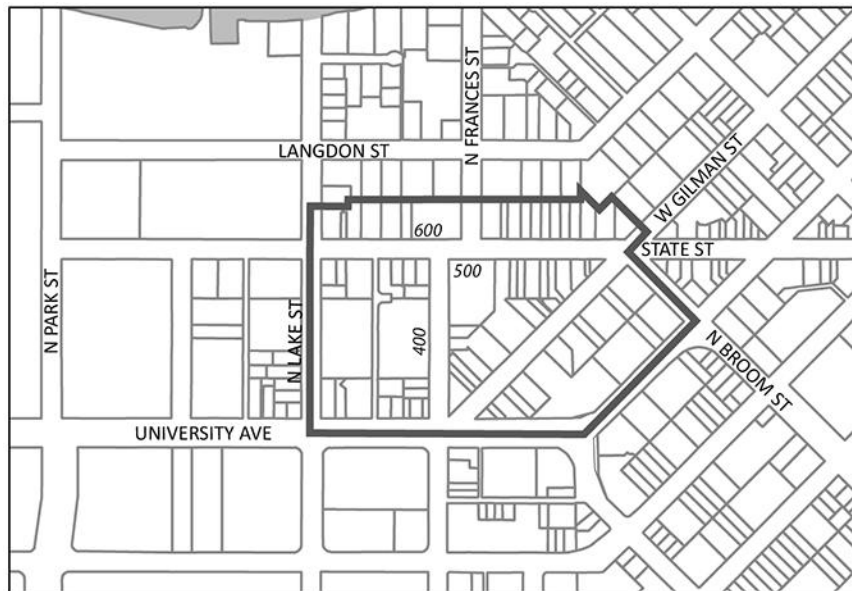 N FRANCES ST
LANGDON ST
W GILMAN ST
600
STATE ST
500
N PARK ST
N LAKE ST
400
N BROOM ST
UNIVERSITY AVE